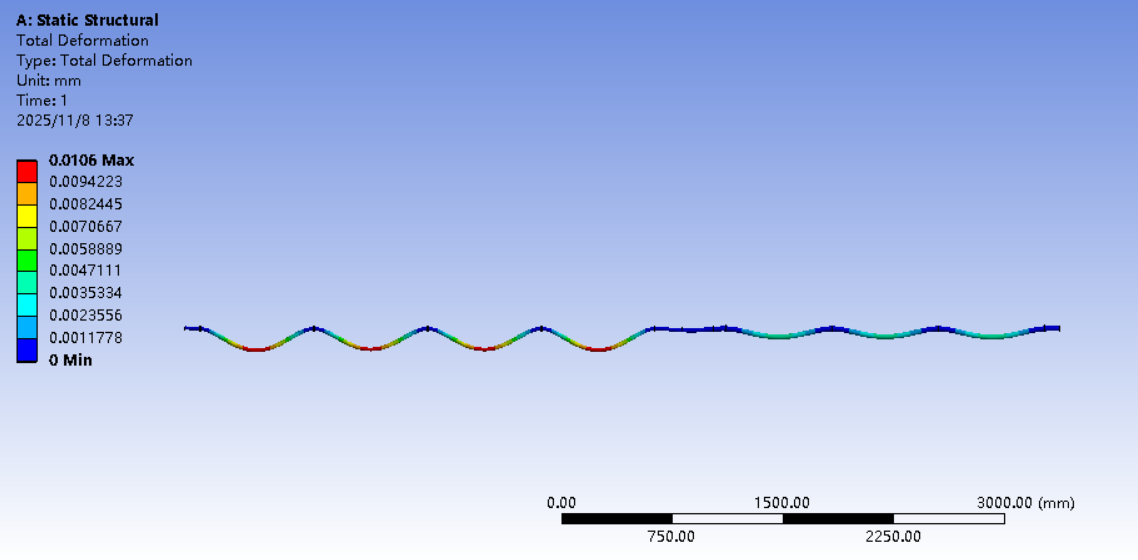 A: Static Structural
Total Deformation
Type: Total Deformation
Unit: mm
Time: 1
2025/11/8 13:37
0.0106 Max
0.0094223
0.0082445
0.0070667
0.0058889
0.0047111
0.0035334
0.0023556
0.0011778
0 Min
0.00 1500.00 3000.00 (mm)
750.00 2250.00